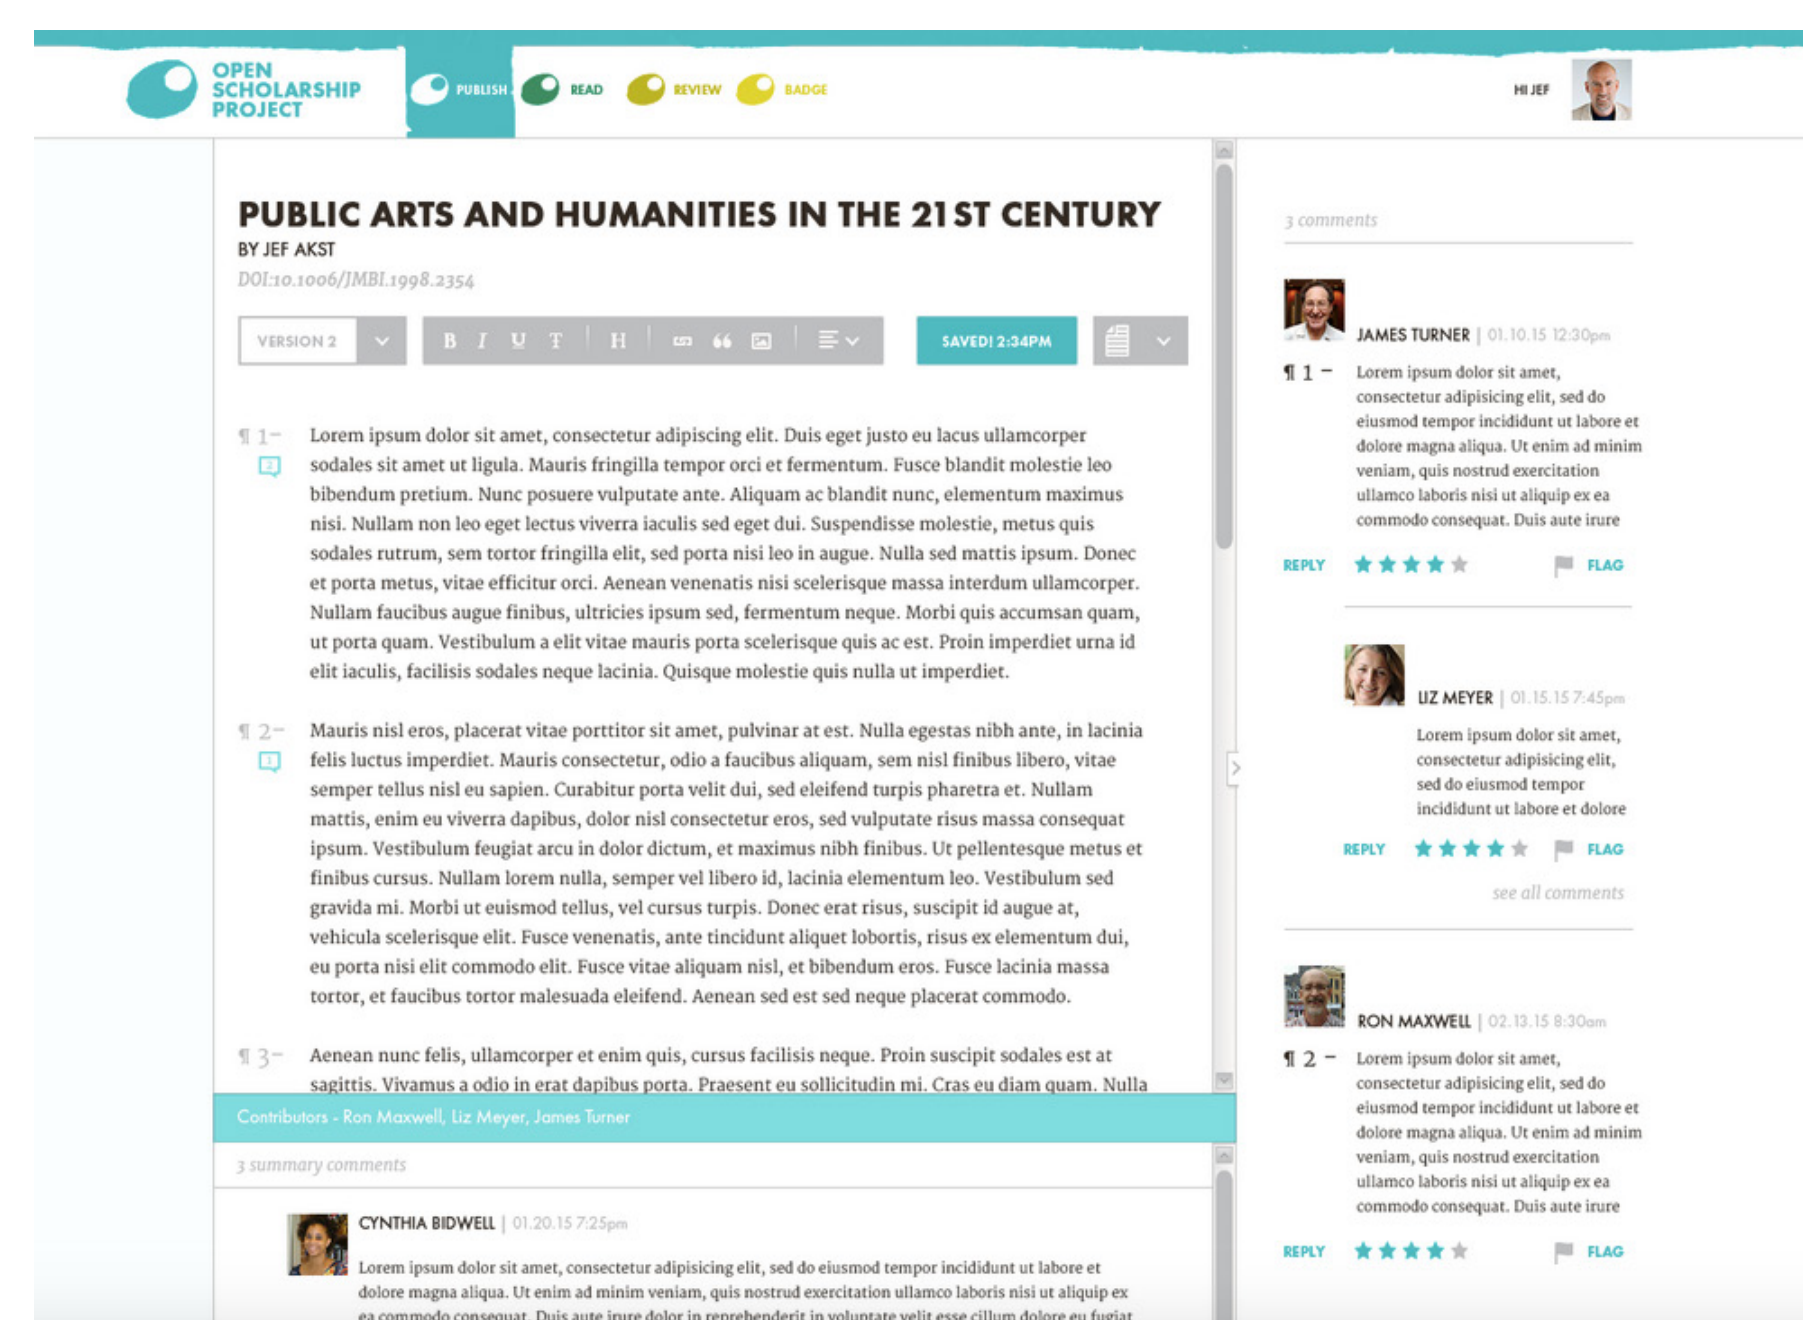 OPEN
SCHOLARSHIP
PROJECT
PUBLISH
READ
REVIEW
BADGE
HI JEF
PUBLIC ARTS AND HUMANITIES IN THE 21ST CENTURY
BY JEF AKST
DOI:10.1006/JMBI.1998.2354
VERSION 2
B I U T H
SAVED! 2:34PM
¶ 1– Lorem ipsum dolor sit amet, consectetur adipiscing elit. Duis eget justo eu lacus ullamcorper
2 sodales sit amet ut ligula. Mauris fringilla tempor orci et fermentum. Fusce blandit molestie leo
bibendum pretium. Nunc posuere vulputate ante. Aliquam ac blandit nunc, elementum maximus
nisi. Nullam non leo eget lectus viverra iaculis sed eget dui. Suspendisse molestie, metus quis
sodales rutrum, sem tortor fringilla elit, sed porta nisi leo in augue. Nulla sed mattis ipsum. Donec
et porta metus, vitae efficitur orci. Aenean venenatis nisi scelerisque massa interdum ullamcorper.
Nullam faucibus augue finibus, ultricies ipsum sed, fermentum neque. Morbi quis accumsan quam,
ut porta quam. Vestibulum a elit vitae mauris porta scelerisque quis ac est. Proin imperdiet urna id
elit iaculis, facilisis sodales neque lacinia. Quisque molestie quis nulla ut imperdiet.
¶ 2– Mauris nisl eros, placerat vitae porttitor sit amet, pulvinar at est. Nulla egestas nibh ante, in lacinia
1 felis luctus imperdiet. Mauris consectetur, odio a faucibus aliquam, sem nisl finibus libero, vitae
semper tellus nisl eu sapien. Curabitur porta velit dui, sed eleifend turpis pharetra et. Nullam
mattis, enim eu viverra dapibus, dolor nisl consectetur eros, sed vulputate risus massa consequat
ipsum. Vestibulum feugiat arcu in dolor dictum, et maximus nibh finibus. Ut pellentesque metus et
finibus cursus. Nullam lorem nulla, semper vel libero id, lacinia elementum leo. Vestibulum sed
gravida mi. Morbi ut euismod tellus, vel cursus turpis. Donec erat risus, suscipit id augue at,
vehicula scelerisque elit. Fusce venenatis, ante tincidunt aliquet lobortis, risus ex elementum dui,
eu porta nisi elit commodo elit. Fusce vitae aliquam nisl, et bibendum eros. Fusce lacinia massa
tortor, et faucibus tortor malesuada eleifend. Aenean sed est sed neque placerat commodo.
¶ 3– Aenean nunc felis, ullamcorper et enim quis, cursus facilisis neque. Proin suscipit sodales est at
sagittis. Vivamus a odio in erat dapibus porta. Praesent eu sollicitudin mi. Cras eu diam quam. Nulla
Contributors - Ron Maxwell, Liz Meyer, James Turner
3 summary comments
CYNTHIA BIDWELL | 01.20.15 7:25pm
Lorem ipsum dolor sit amet, consectetur adipisicing elit, sed do eiusmod tempor incididunt ut labore et
dolore magna aliqua. Ut enim ad minim veniam, quis nostrud exercitation ullamco laboris nisi ut aliquip ex
ea commodo consequat. Duis aute irure dolor in reprehenderit in voluptate velit esse cillum dolore eu fugiat
3 comments
JAMES TURNER | 01.10.15 12:30pm
¶ 1 – Lorem ipsum dolor sit amet,
consectetur adipisicing elit, sed do
eiusmod tempor incididunt ut labore et
dolore magna aliqua. Ut enim ad minim
veniam, quis nostrud exercitation
ullamco laboris nisi ut aliquip ex ea
commodo consequat. Duis aute irure
REPLY FLAG
LIZ MEYER | 01.15.15 7:45pm
Lorem ipsum dolor sit amet,
consectetur adipisicing elit,
sed do eiusmod tempor
incididunt ut labore et dolore
REPLY FLAG
see all comments
RON MAXWELL | 02.13.15 8:30am
¶ 2 – Lorem ipsum dolor sit amet,
consectetur adipisicing elit, sed do
eiusmod tempor incididunt ut labore et
dolore magna aliqua. Ut enim ad minim
veniam, quis nostrud exercitation
ullamco laboris nisi ut aliquip ex ea
commodo consequat. Duis aute irure
REPLY FLAG